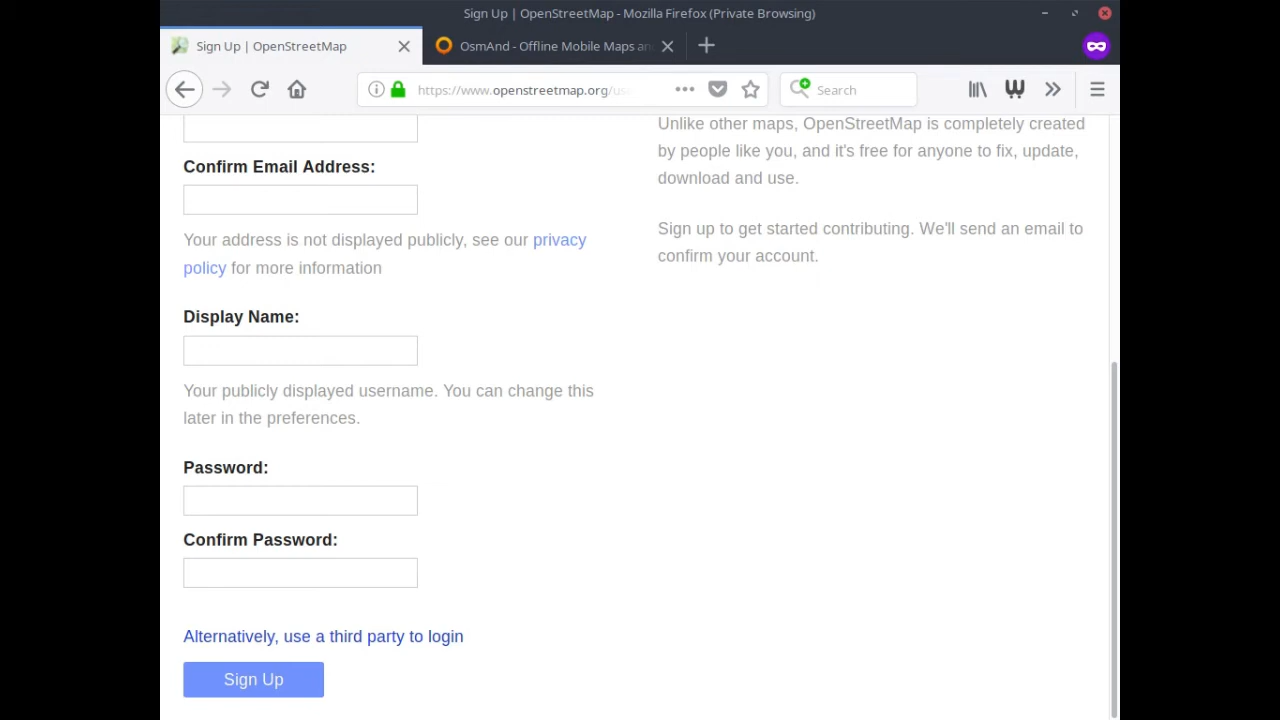 Sign Up | OpenStreetMap - Mozilla Firefox (Private Browsing)
Sign Up | OpenStreetMap
OsmAnd - Offline Mobile Maps an
https://www.openstreetmap.org/us
Search
Unlike other maps, OpenStreetMap is completely created
by people like you, and it's free for anyone to fix, update,
download and use.
Sign up to get started contributing. We'll send an email to
confirm your account.
Confirm Email Address:
Your address is not displayed publicly, see our privacy
policy for more information
Display Name:
Your publicly displayed username. You can change this
later in the preferences.
Password:
Confirm Password:
Alternatively, use a third party to login
Sign Up